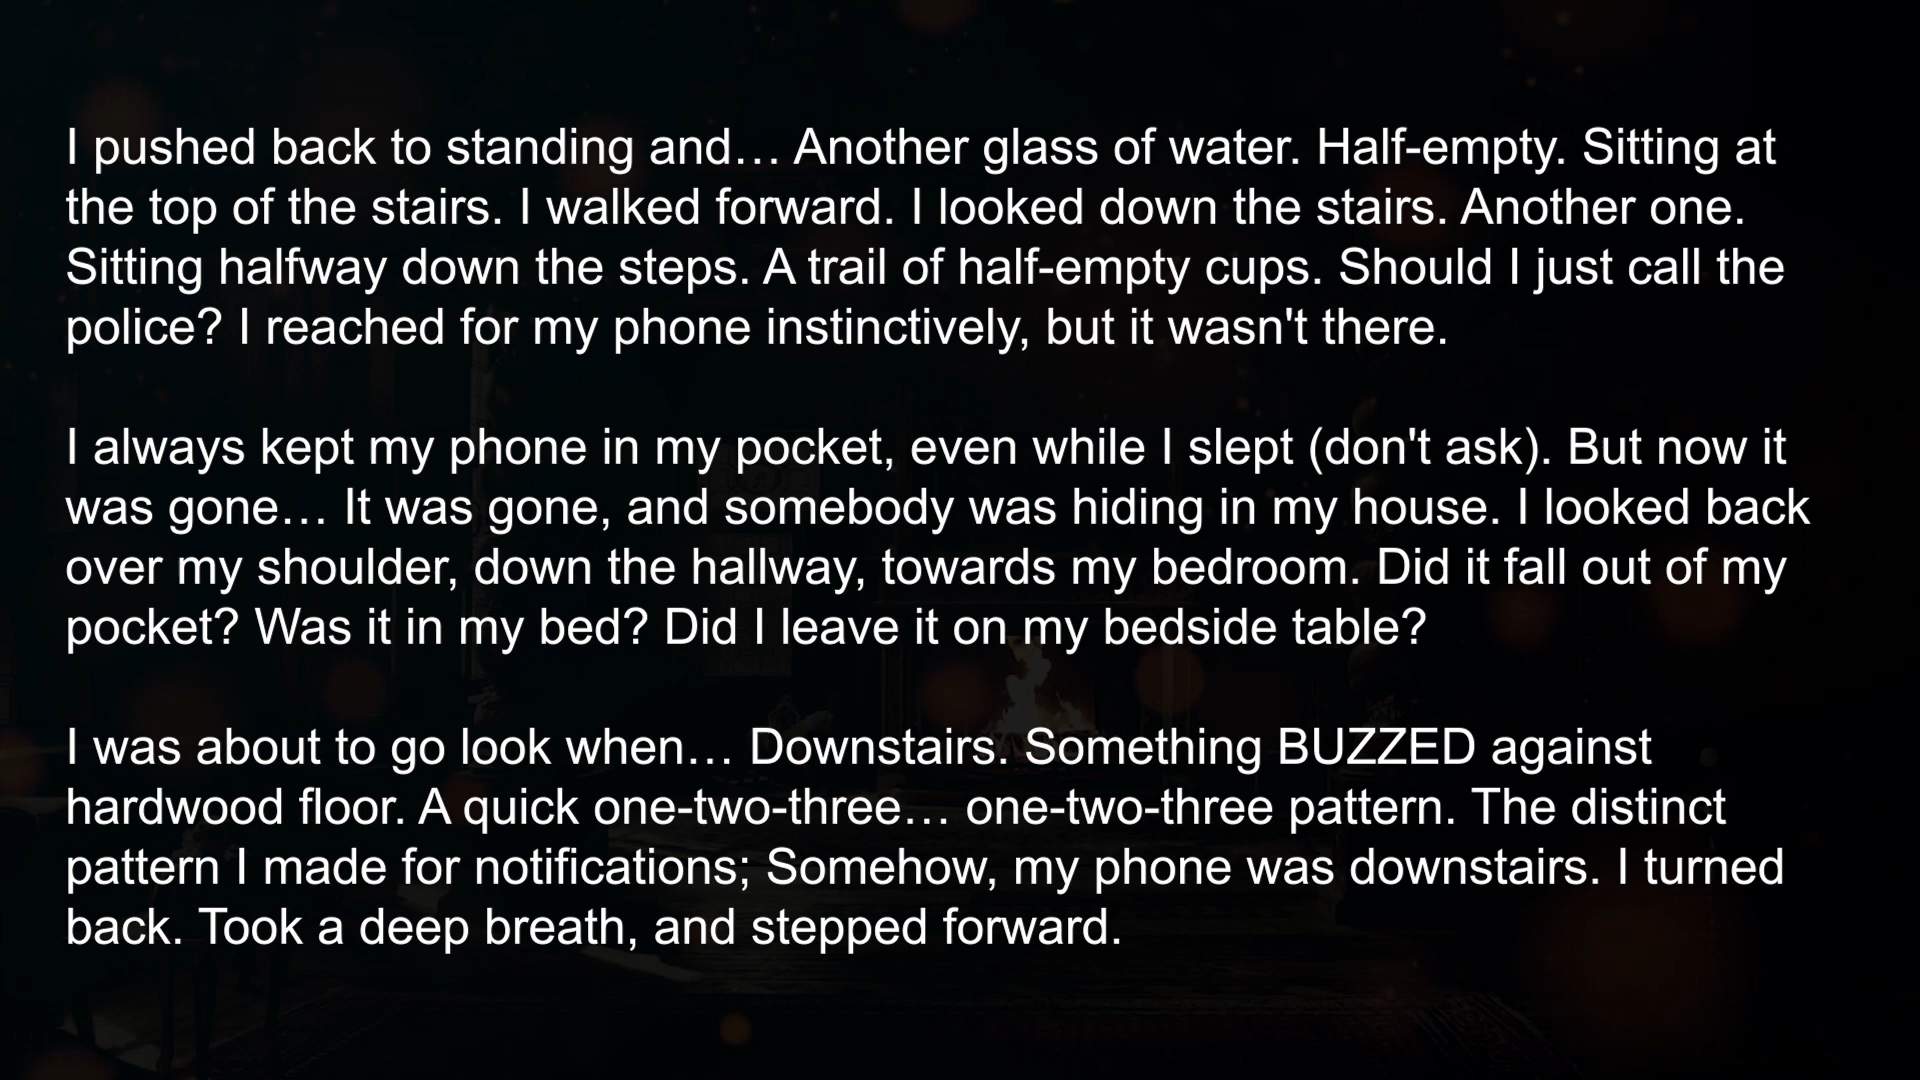 I pushed back to standing and… Another glass of water. Half-empty. Sitting at
the top of the stairs. I walked forward. I looked down the stairs. Another one.
Sitting halfway down the steps. A trail of half-empty cups. Should I just call the
police? I reached for my phone instinctively, but it wasn't there.
I always kept my phone in my pocket, even while I slept (don't ask). But now it
was gone… It was gone, and somebody was hiding in my house. I looked back
over my shoulder, down the hallway, towards my bedroom. Did it fall out of my
pocket? Was it in my bed? Did I leave it on my bedside table?
I was about to go look when… Downstairs. Something BUZZED against
hardwood floor. A quick one-two-three… one-two-three pattern. The distinct
pattern I made for notifications; Somehow, my phone was downstairs. I turned
back. Took a deep breath, and stepped forward.